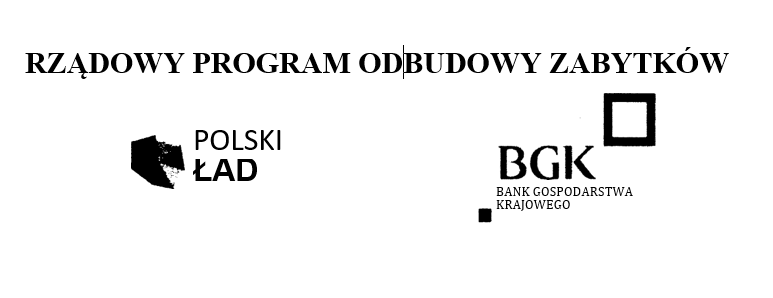 RZĄDOWY PROGRAM ODBUDOWY ZABYTKÓW
POLSKI
ŁAD
BGK
BANK GOSPODARSTWA
KRAJOWEGO